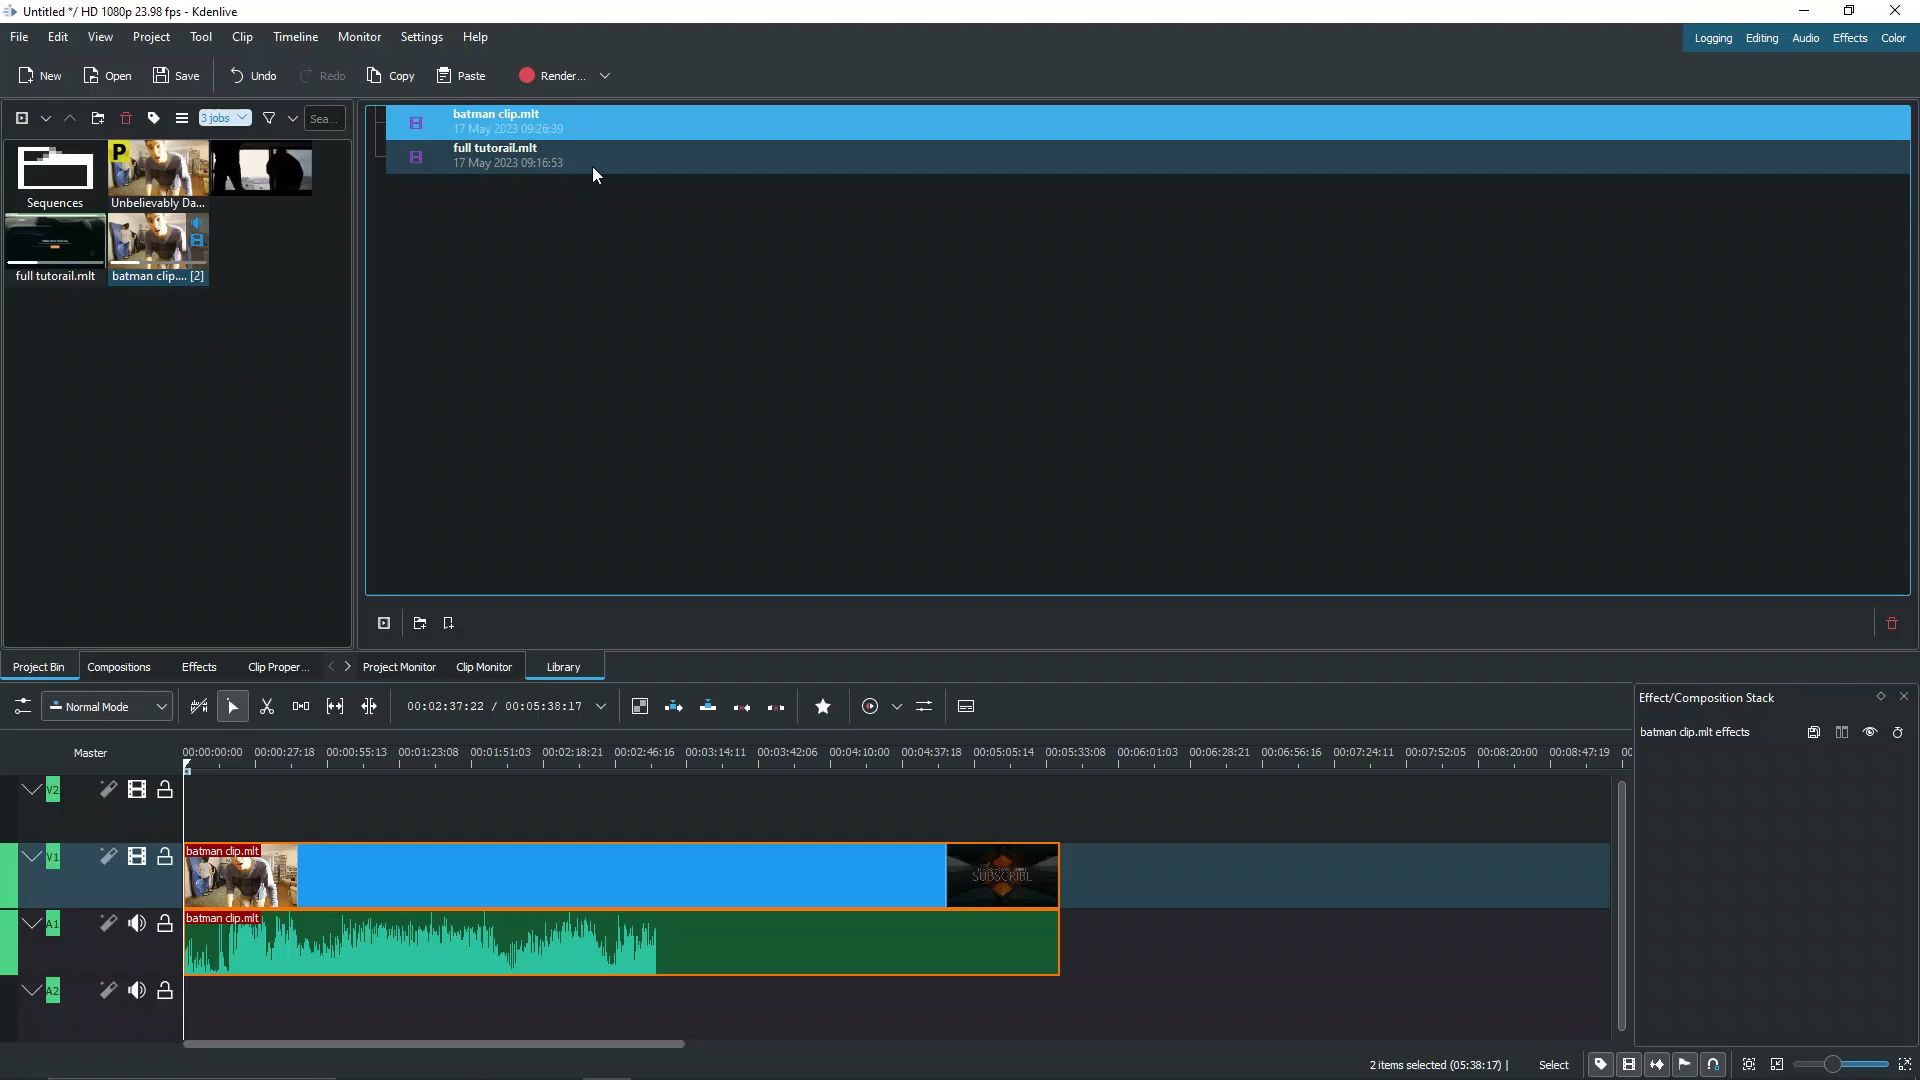 Untitled */ HD 1080p 23.98 fps - Kdenlive
File Edit View Project Tool Clip Timeline Monitor Settings Help
Logging Editing Audio Effects Color
New Open Save Undo Redo Copy Paste Render...
3 jobs Sea...
batman clip.mlt
17 May 2023 09:26:39
full tutorail.mlt
17 May 2023 09:16:53
P
Sequences Unbelievably Da...
full tutorail.mlt batman clip.... [2]
Project Bin Compositions Effects Clip Proper... Project Monitor Clip Monitor Library
Normal Mode 00:02:37:22 / 00:05:38:17
Effect/Composition Stack
batman clip.mlt effects
Master
00:00:00:00 00:00:27:18 00:00:55:13 00:01:23:08 00:01:51:03 00:02:18:21 00:02:46:16 00:03:14:11 00:03:42:06 00:04:10:00 00:04:37:18 00:05:05:14 00:05:33:08 00:06:01:03 00:06:28:21 00:06:56:16 00:07:24:11 00:07:52:05 00:08:20:00 00:08:47:19 00
V2
V1
batman clip.mlt
SUBSCRIBE
A1
batman clip.mlt
A2
2 items selected (05:38:17) | Select